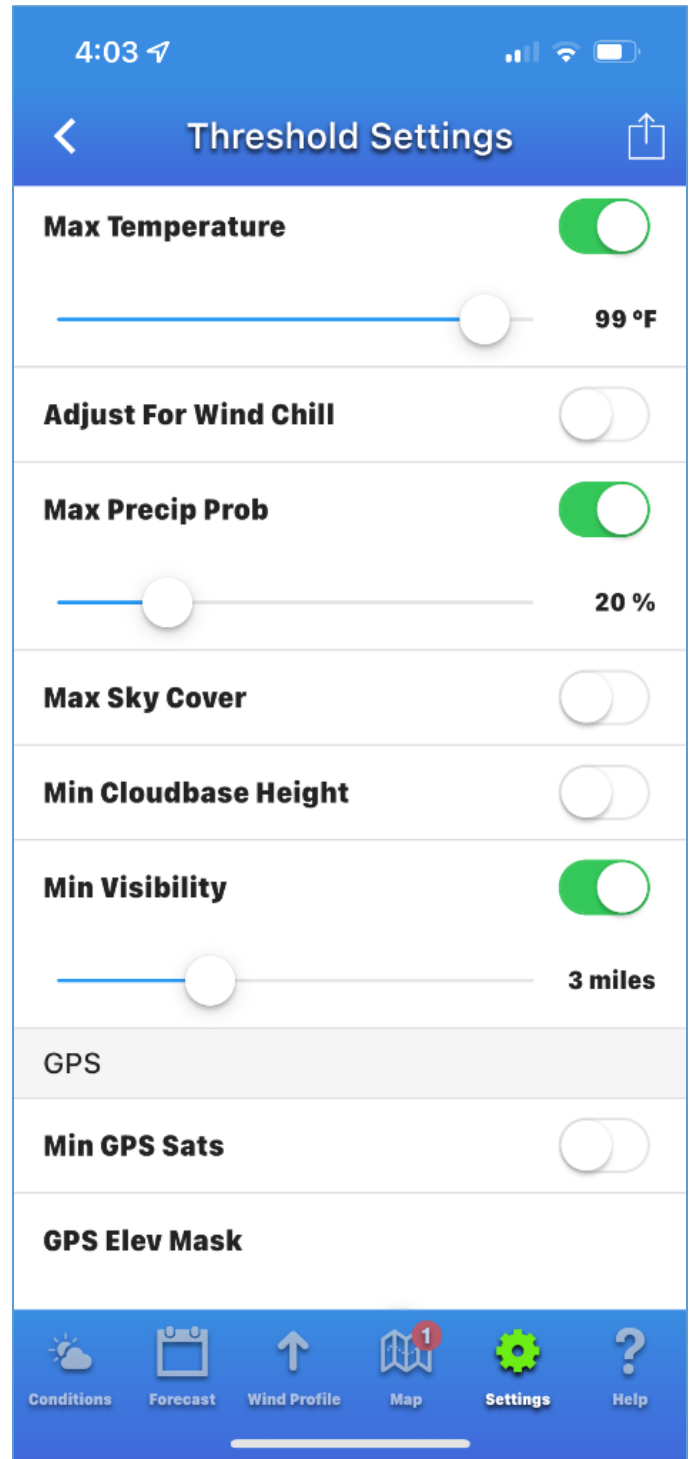 4:03
Threshold Settings
Max Temperature
99 °F
Adjust For Wind Chill
Max Precip Prob
20 %
Max Sky Cover
Min Cloudbase Height
Min Visibility
3 miles
GPS
Min GPS Sats
GPS Elev Mask
1
Conditions Forecast Wind Profile Map Settings Help